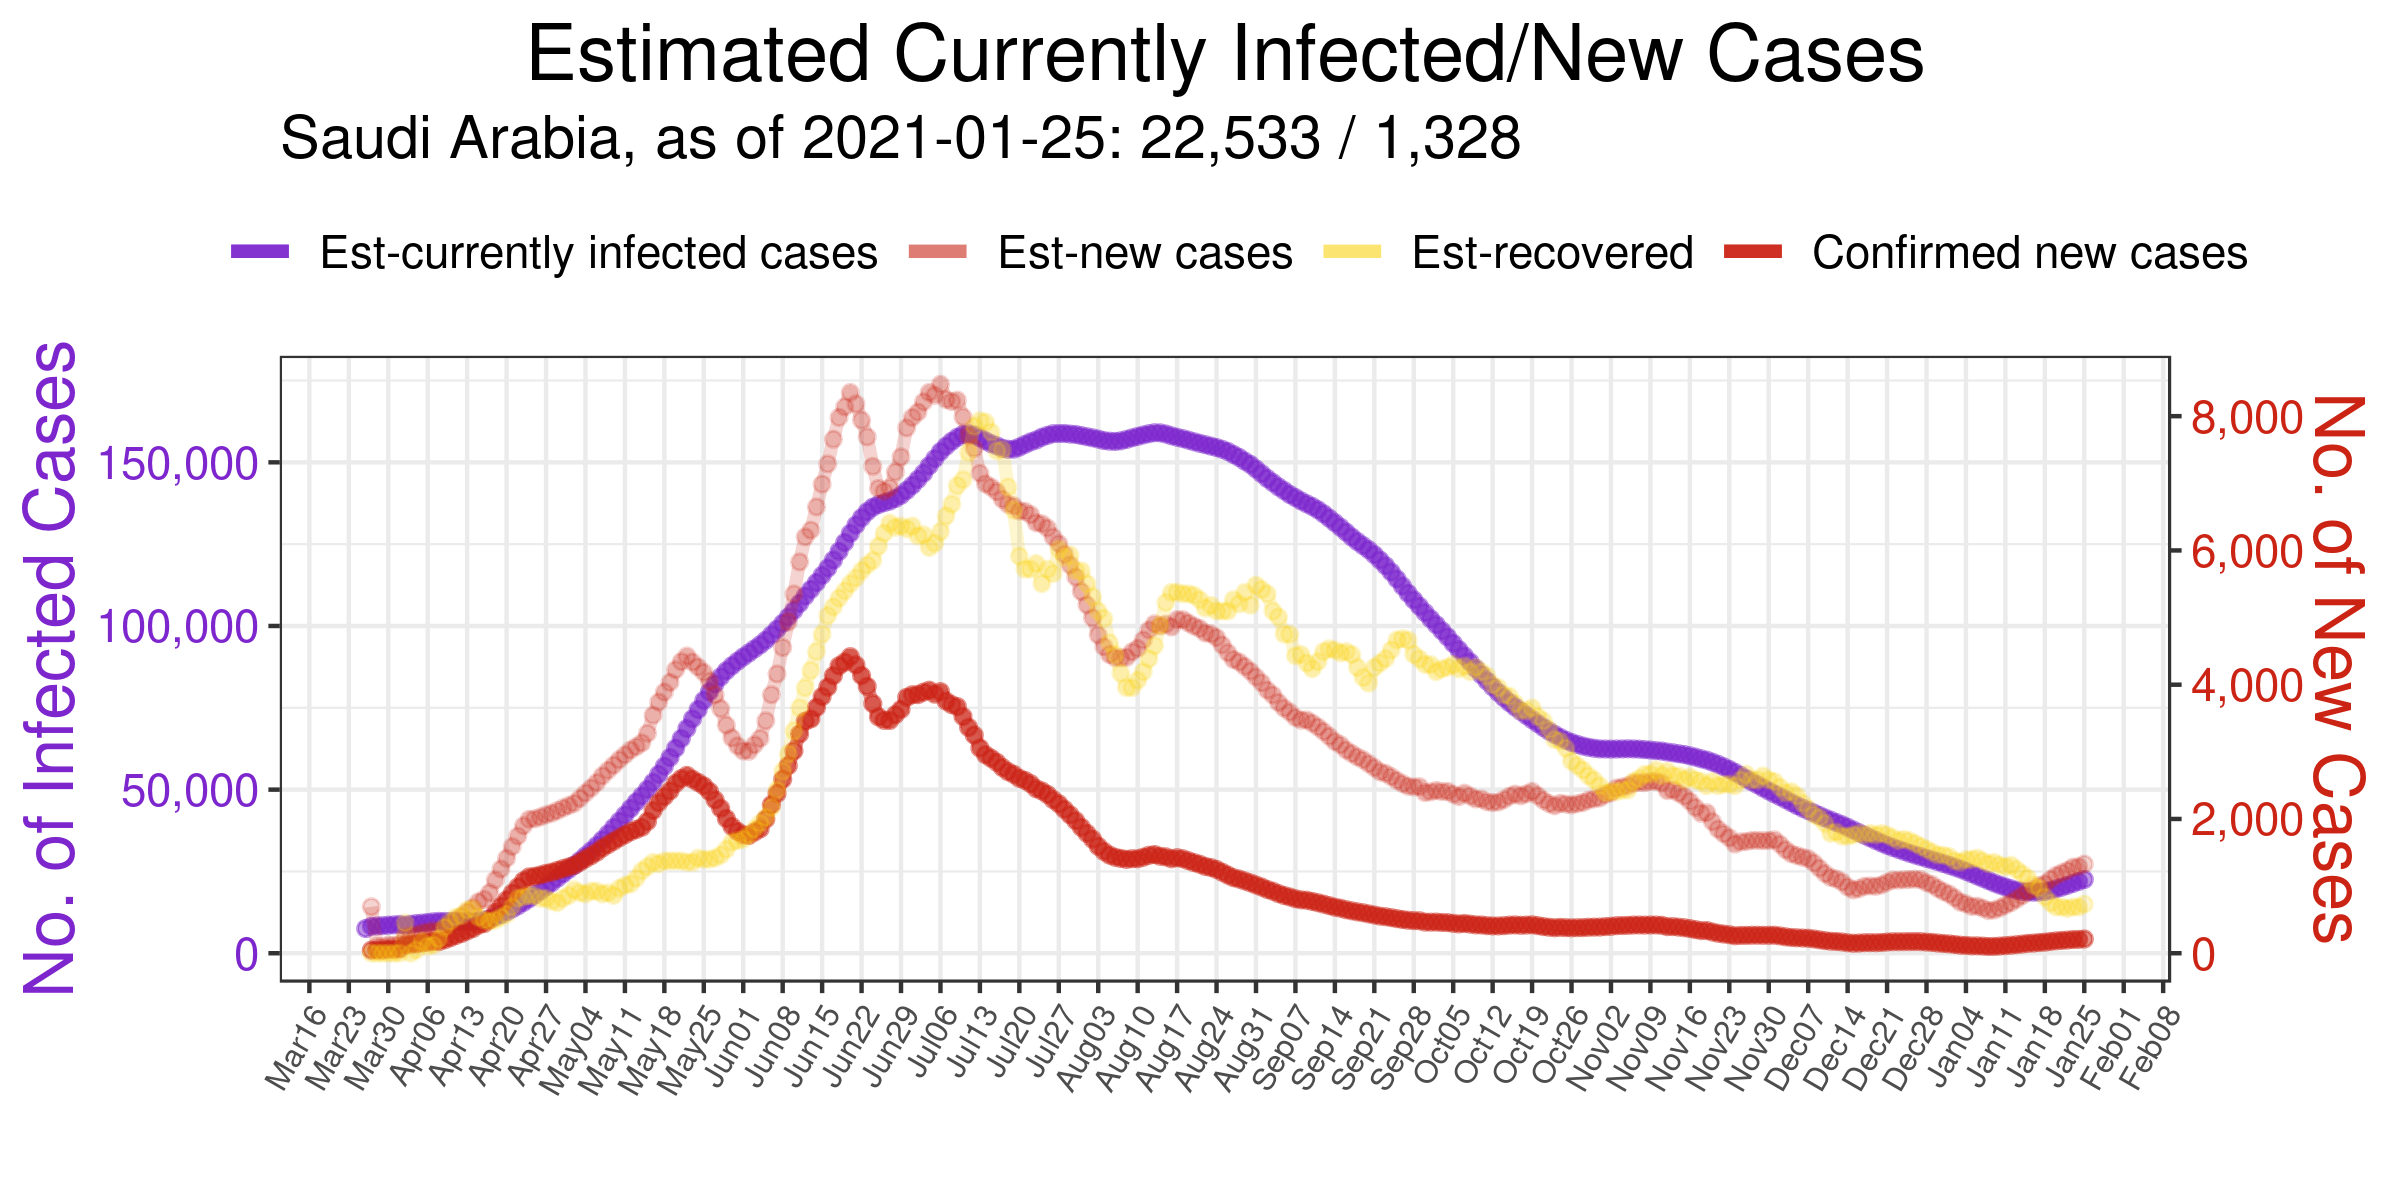 Estimated Currently Infected/New Cases
Saudi Arabia, as of 2021-01-25: 22,533 / 1,328
Est-currently infected cases Est-new cases Est-recovered Confirmed new cases
No. of Infected Cases
150,000
100,000
50,000
0
8,000
6,000
4,000
2,000
0
No. of New Cases
Mar16 Mar23 Mar30 Apr06 Apr13 Apr20 Apr27 May04 May11 May18 May25 Jun01 Jun08 Jun15 Jun22 Jun29 Jul06 Jul13 Jul20 Jul27 Aug03 Aug10 Aug17 Aug24 Aug31 Sep07 Sep14 Sep21 Sep28 Oct05 Oct12 Oct19 Oct26 Nov02 Nov09 Nov16 Nov23 Nov30 Dec07 Dec14 Dec21 Dec28 Jan04 Jan11 Jan18 Jan25 Feb01 Feb08